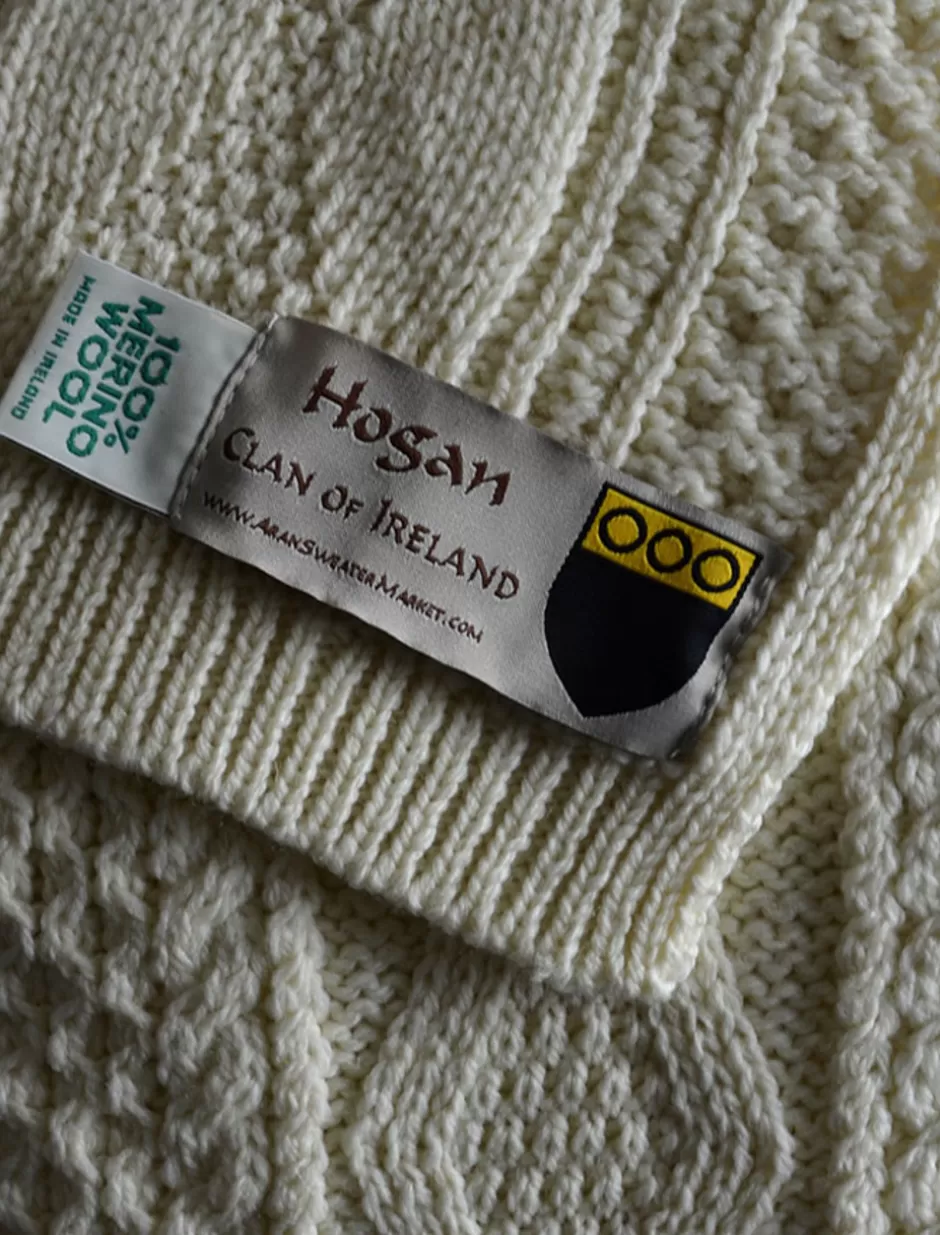 100%
MERINO
WOOL
MADE IN IRELAND
Hogan
CLAN OF IRELAND
WWW.ARANSWEATERMARKET.COM